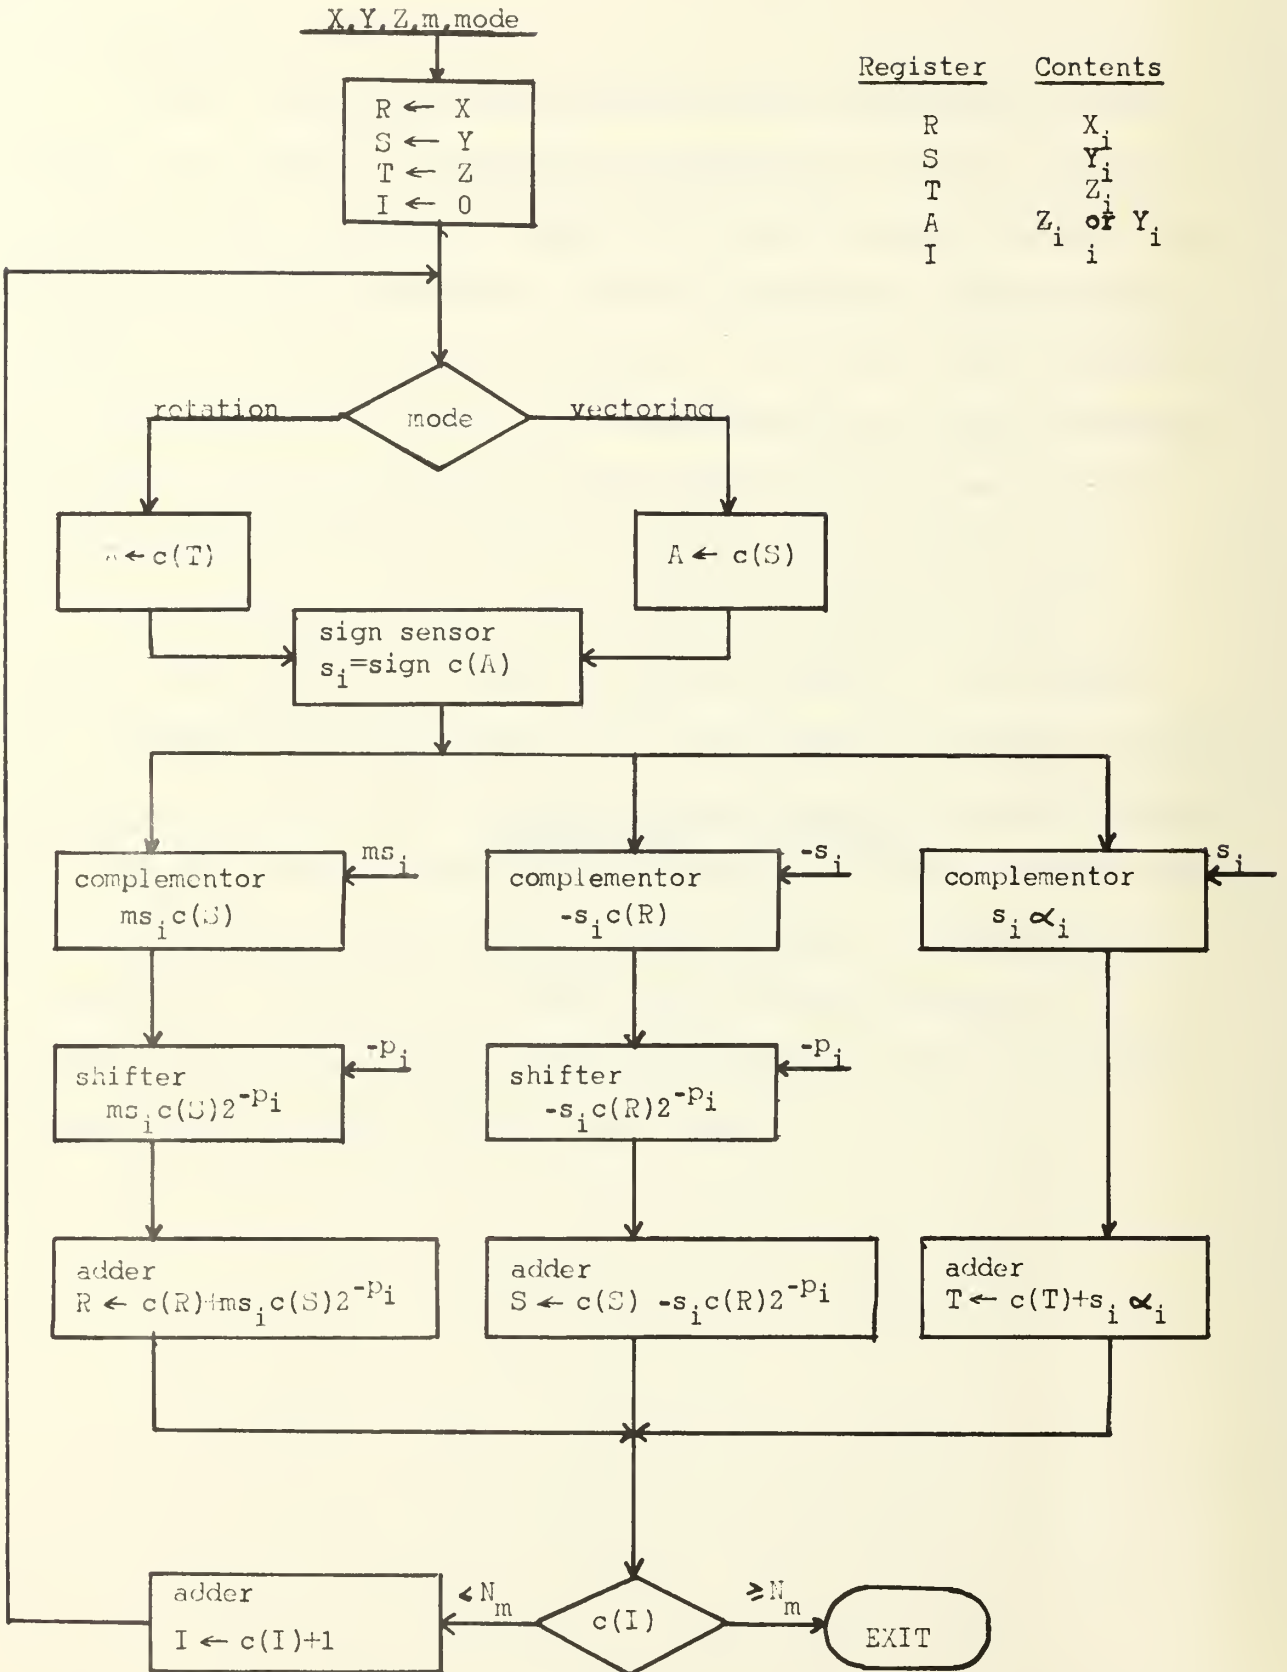 X,Y,Z,m,mode
R ← X
S ← Y
T ← Z
I ← 0
Register Contents
R X_i
S Y_i
T Z_i
A Z_i or Y_i
I i
mode
rotation
vectoring
A ← c(T)
A ← c(S)
sign sensor
s_i=sign c(A)
ms_i
complementor
ms_i c(S)
-s_i
complementor
-s_i c(R)
s_i
complementor
s_i α_i
-p_i
shifter
ms_i c(S)2^-p_i
-p_i
shifter
-s_i c(R)2^-p_i
adder
R ← c(R)+ms_i c(S)2^-p_i
adder
S ← c(S) -s_i c(R)2^-p_i
adder
T ← c(T)+s_i α_i
adder
I ← c(I)+1
<N_m
c(I)
≥N_m
EXIT